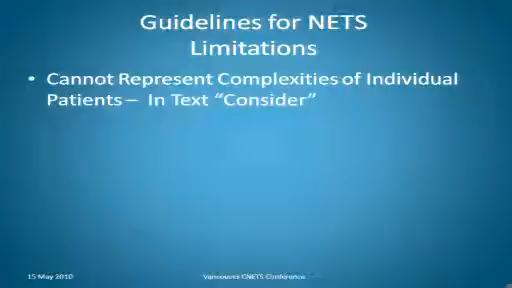 Guidelines for NETS
Limitations
• Cannot Represent Complexities of Individual
Patients – In Text “Consider”
15 May 2010
Vancouver CNETS Conference